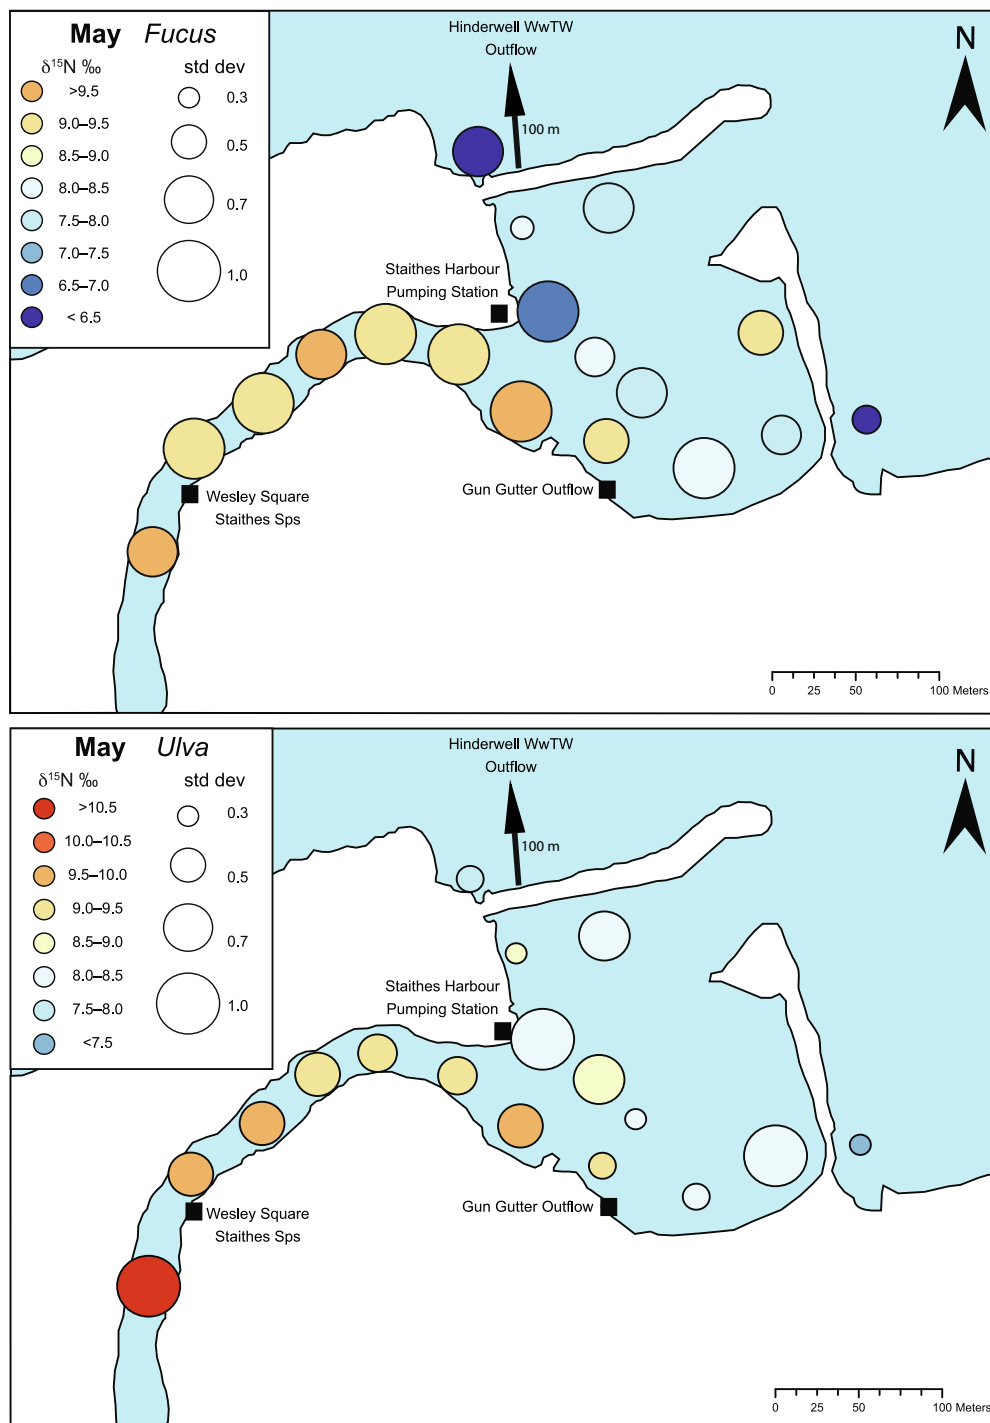 May Fucus
δ15N ‰ std dev
>9.5
9.0–9.5
8.5–9.0
8.0–8.5
7.5–8.0
7.0–7.5
6.5–7.0
< 6.5
0.3
0.5
0.7
1.0
Hinderwell WwTW
Outflow
100 m
N
Staithes Harbour
Pumping Station
Wesley Square
Staithes Sps
Gun Gutter Outflow
0 25 50 100 Meters
May Ulva
δ15N ‰ std dev
>10.5
10.0–10.5
9.5–10.0
9.0–9.5
8.5–9.0
8.0–8.5
7.5–8.0
<7.5
0.3
0.5
0.7
1.0
Hinderwell WwTW
Outflow
100 m
N
Staithes Harbour
Pumping Station
Wesley Square
Staithes Sps
Gun Gutter Outflow
0 25 50 100 Meters